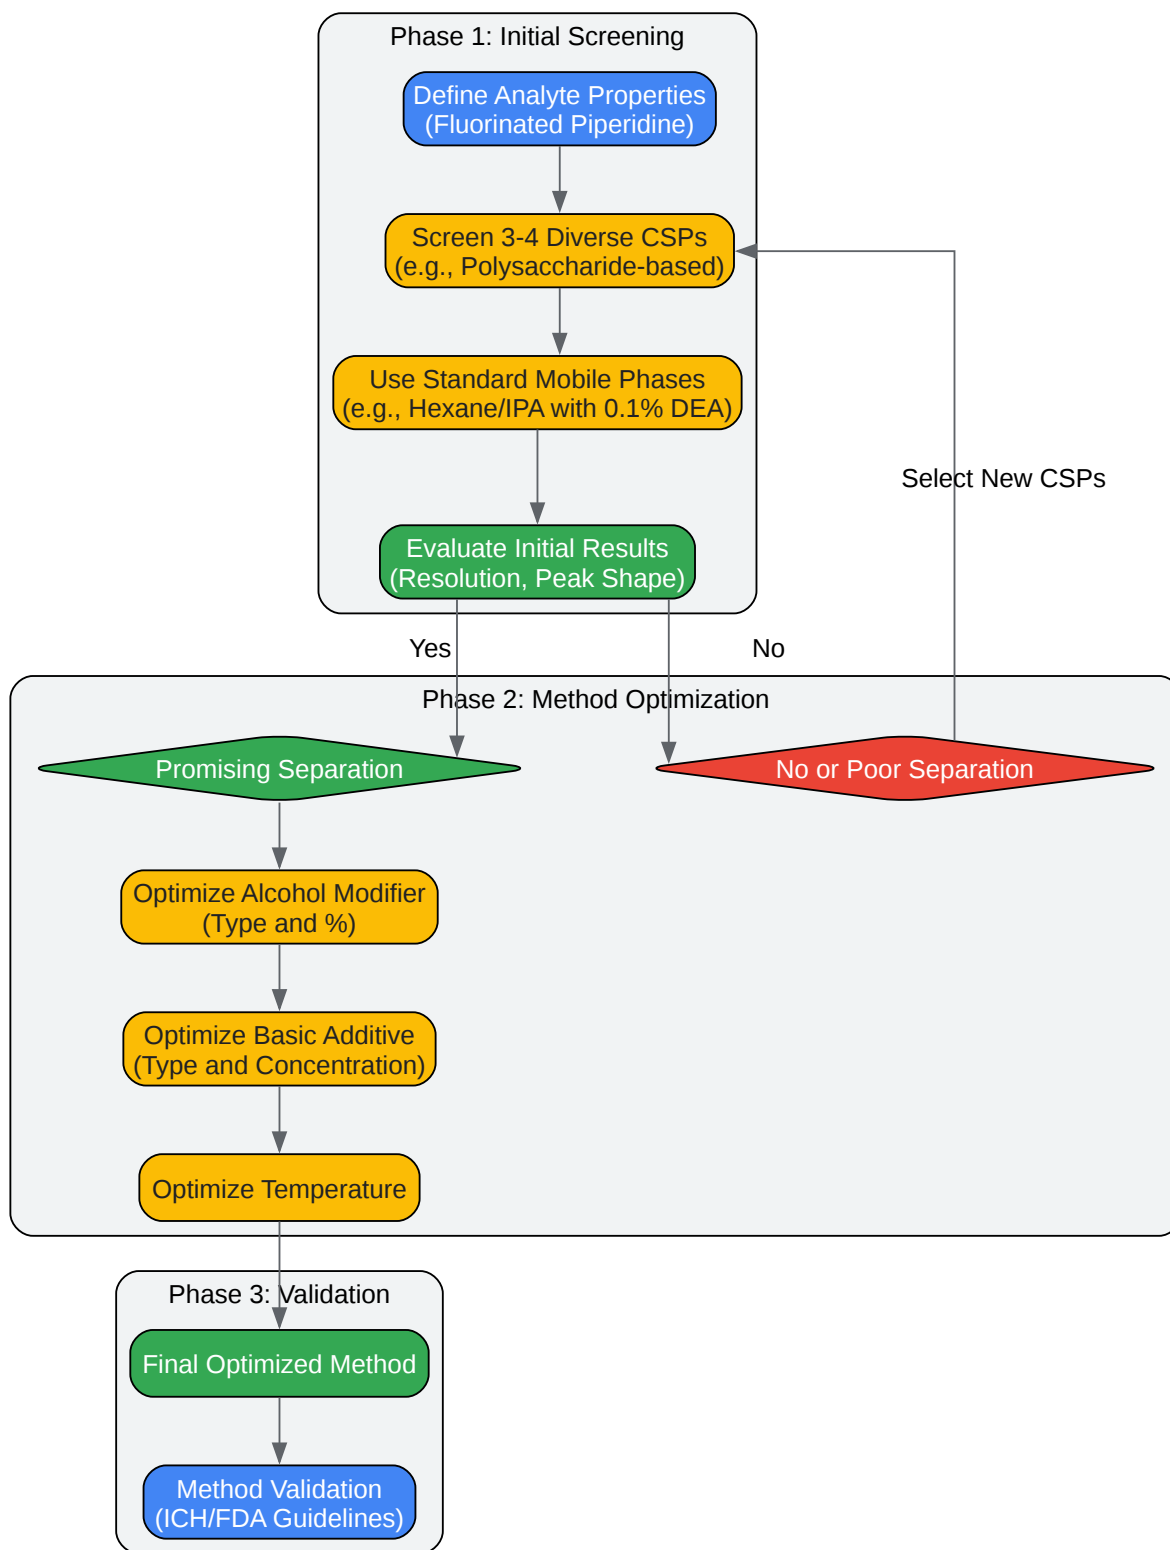 Phase 1: Initial Screening
Define Analyte Properties
(Fluorinated Piperidine)
Screen 3-4 Diverse CSPs
(e.g., Polysaccharide-based)
Use Standard Mobile Phases
(e.g., Hexane/IPA with 0.1% DEA)
Select New CSPs
Evaluate Initial Results
(Resolution, Peak Shape)
Yes
No
Phase 2: Method Optimization
Promising Separation
No or Poor Separation
Optimize Alcohol Modifier
(Type and %)
Optimize Basic Additive
(Type and Concentration)
Optimize Temperature
Phase 3: Validation
Final Optimized Method
Method Validation
(ICH/FDA Guidelines)